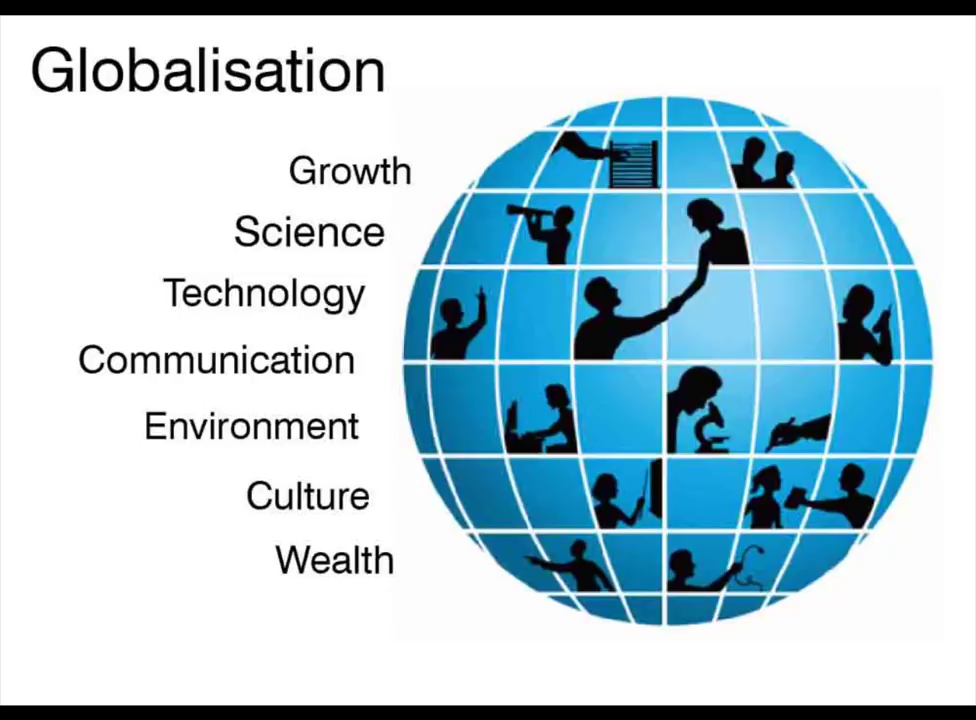 Globalisation
Growth
Science
Technology
Communication
Environment
Culture
Wealth